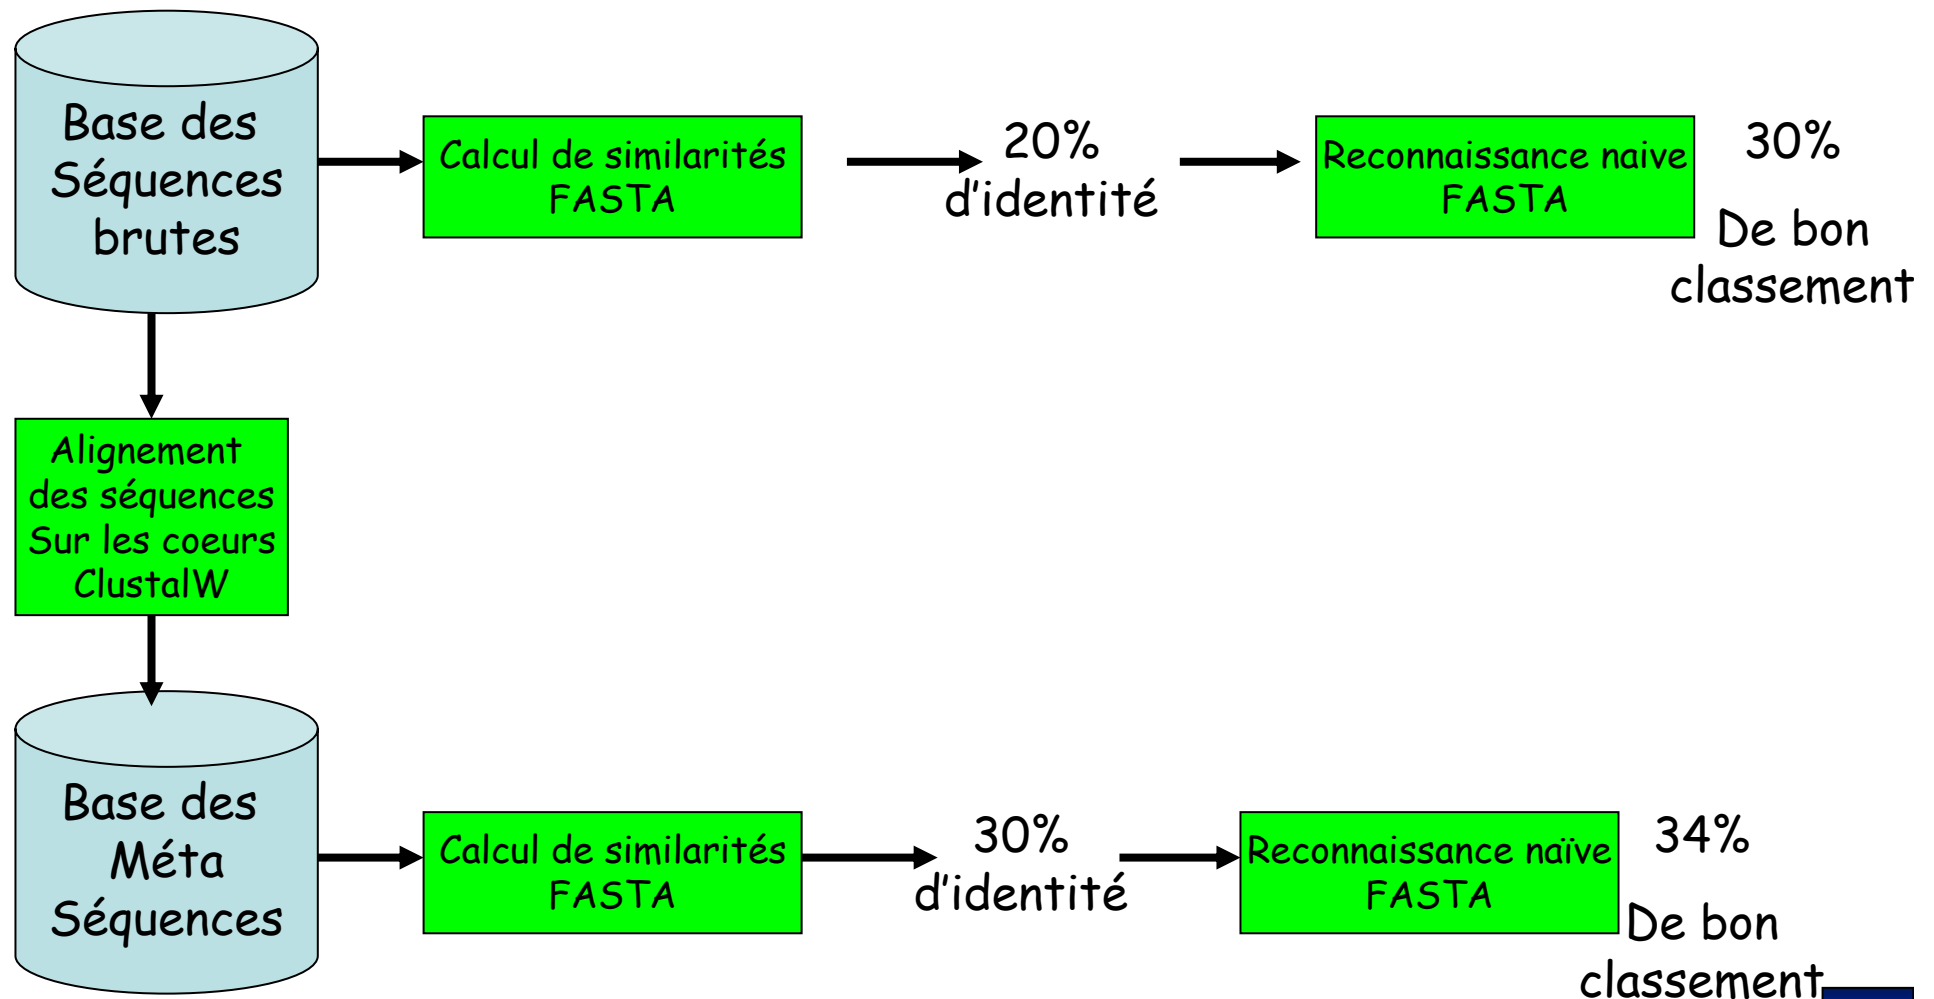 Base des
Séquences
brutes
Calcul de similarités
FASTA
20%
d'identité
Reconnaissance naive
FASTA
30%
De bon
classement
Alignement
des séquences
Sur les coeurs
ClustalW
Base des
Méta
Séquences
Calcul de similarités
FASTA
30%
d'identité
Reconnaissance naïve
FASTA
34%
De bon
classement